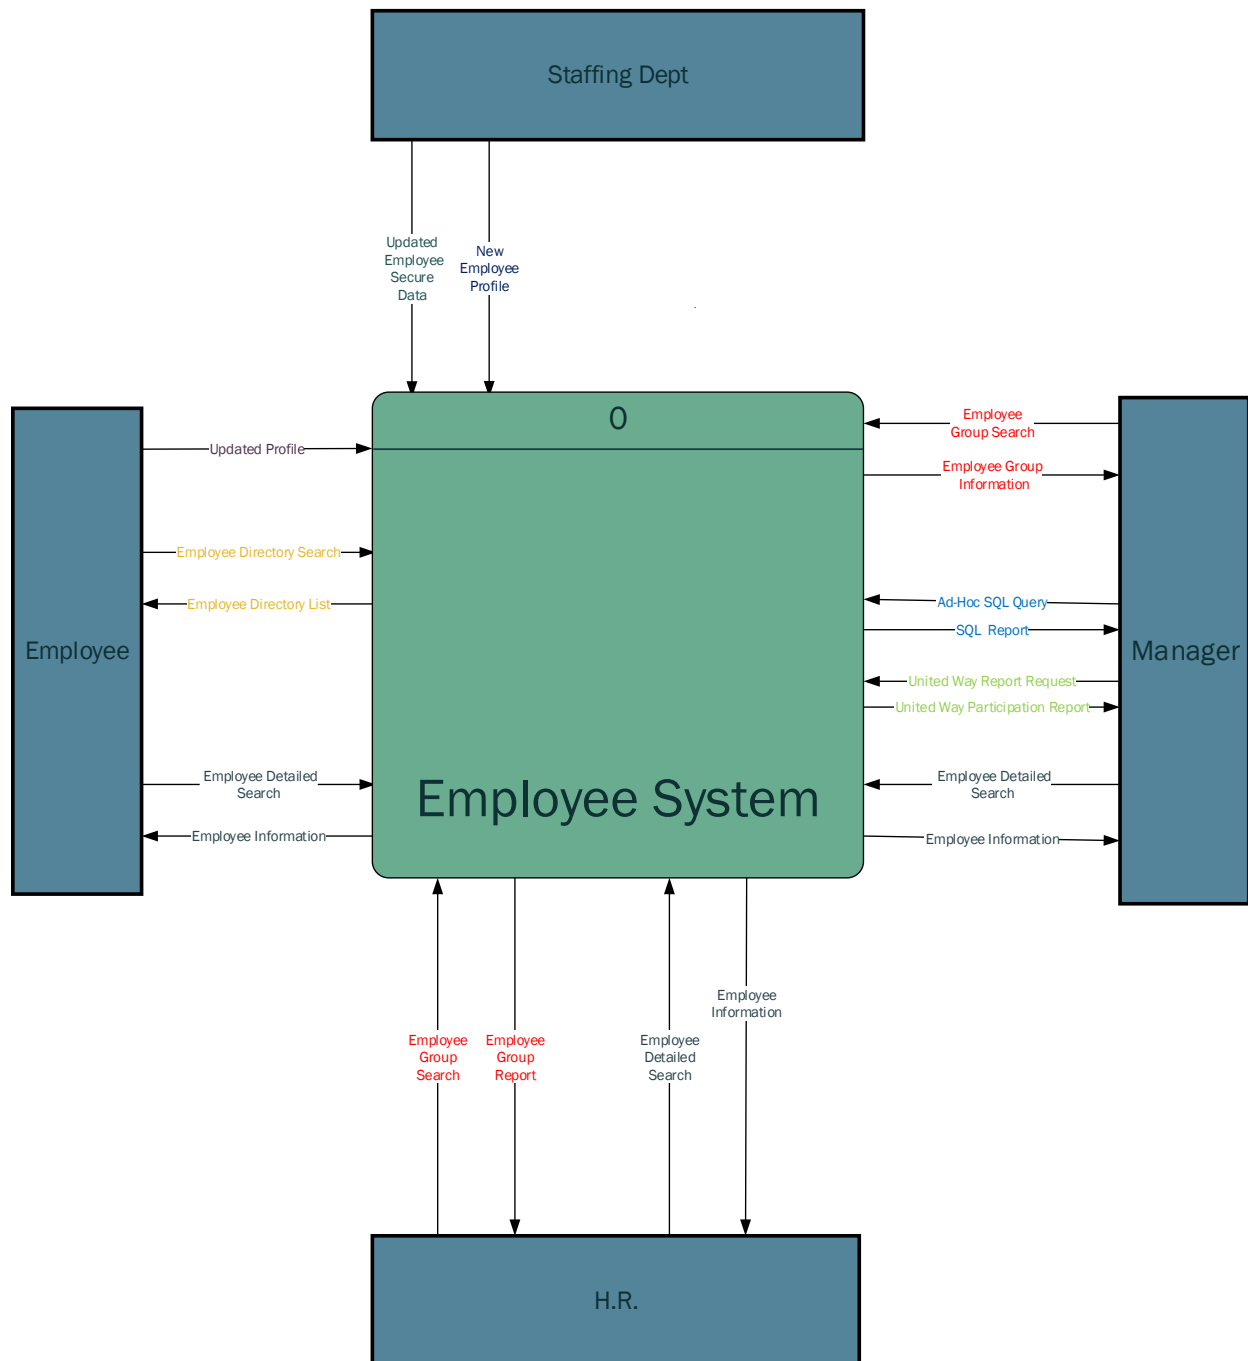 Staffing Dept
Updated
Employee
Secure
Data
New
Employee
Profile
0
Employee System
Employee
Updated Profile
Employee Directory Search
Employee Directory List
Employee Detailed
Search
Employee Information
Manager
Employee
Group Search
Employee Group
Information
Ad-Hoc SQL Query
SQL Report
United Way Report Request
United Way Participation Report
Employee Detailed
Search
Employee Information
Employee
Group
Search
Employee
Group
Report
Employee
Detailed
Search
Employee
Information
H.R.